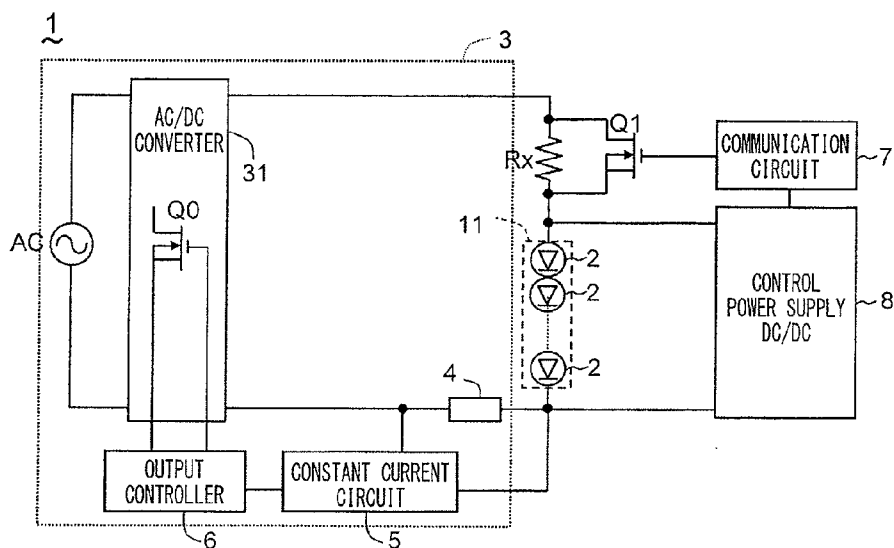 1
3
AC/DC
CONVERTER
31
Q0
AC
Rx
Q1
COMMUNICATION
CIRCUIT
7
11
2
2
2
CONTROL
POWER SUPPLY
DC/DC
8
4
OUTPUT
CONTROLLER
6
CONSTANT CURRENT
CIRCUIT
5